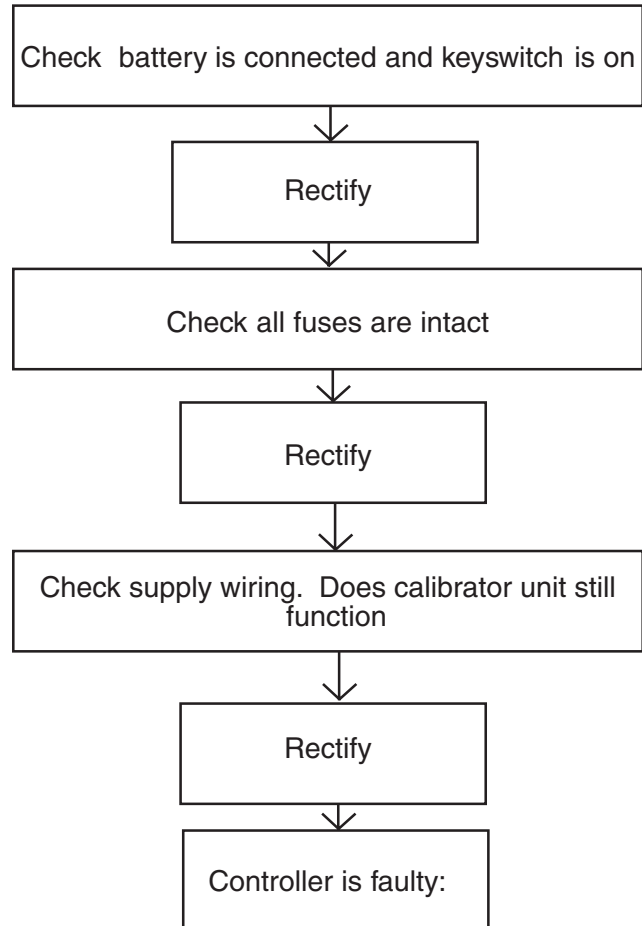 Check battery is connected and keyswitch is on
Rectify
Check all fuses are intact
Rectify
Check supply wiring. Does calibrator unit still
function
Rectify
Controller is faulty: